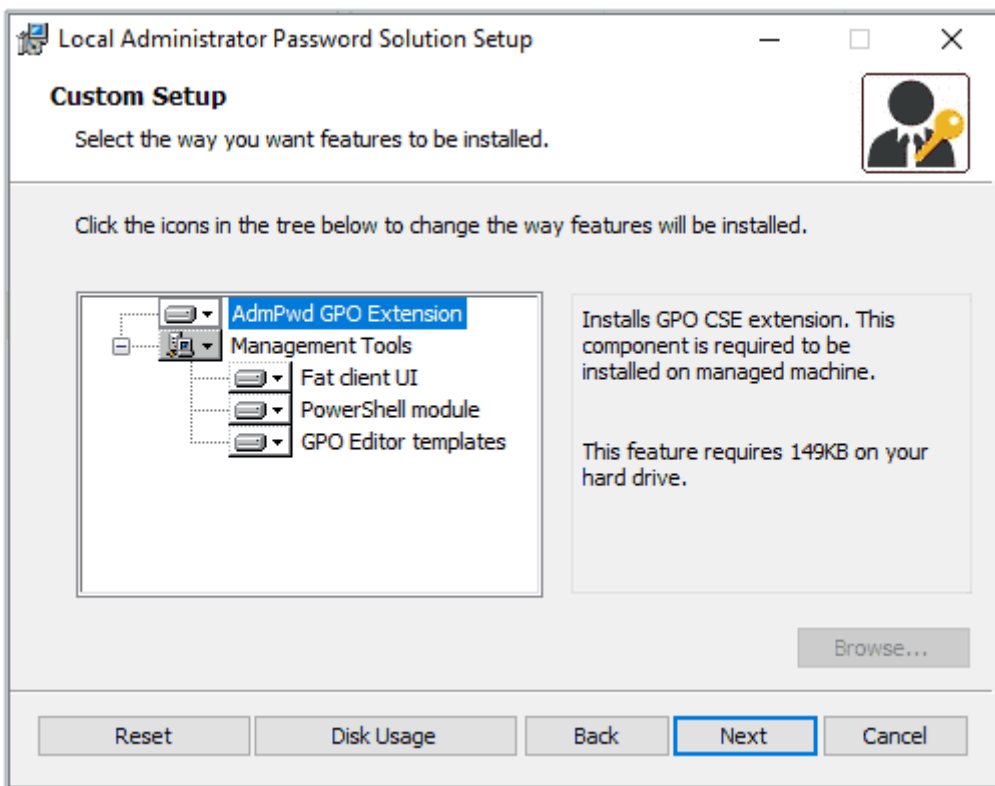 Local Administrator Password Solution Setup
Custom Setup
Select the way you want features to be installed.
Click the icons in the tree below to change the way features will be installed.
AdmPwd GPO Extension
Management Tools
Fat client UI
PowerShell module
GPO Editor templates
Installs GPO CSE extension. This
component is required to be
installed on managed machine.
This feature requires 149KB on your
hard drive.
Browse...
Reset
Disk Usage
Back
Next
Cancel